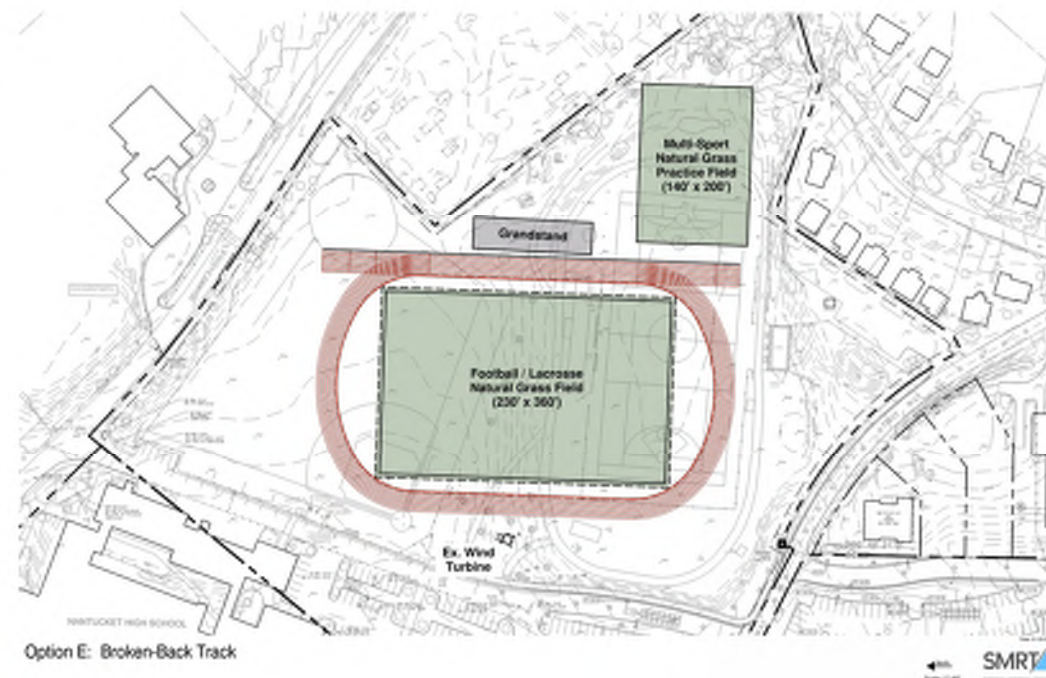 Multi-Sport
Natural Grass
Practice Field
(140' x 200')
Grandstand
Football / Lacrosse
Natural Grass Field
(230' x 360')
Ex. Wind
Turbine
NANTUCKET HIGH SCHOOL
Option E: Broken-Back Track
SMRT